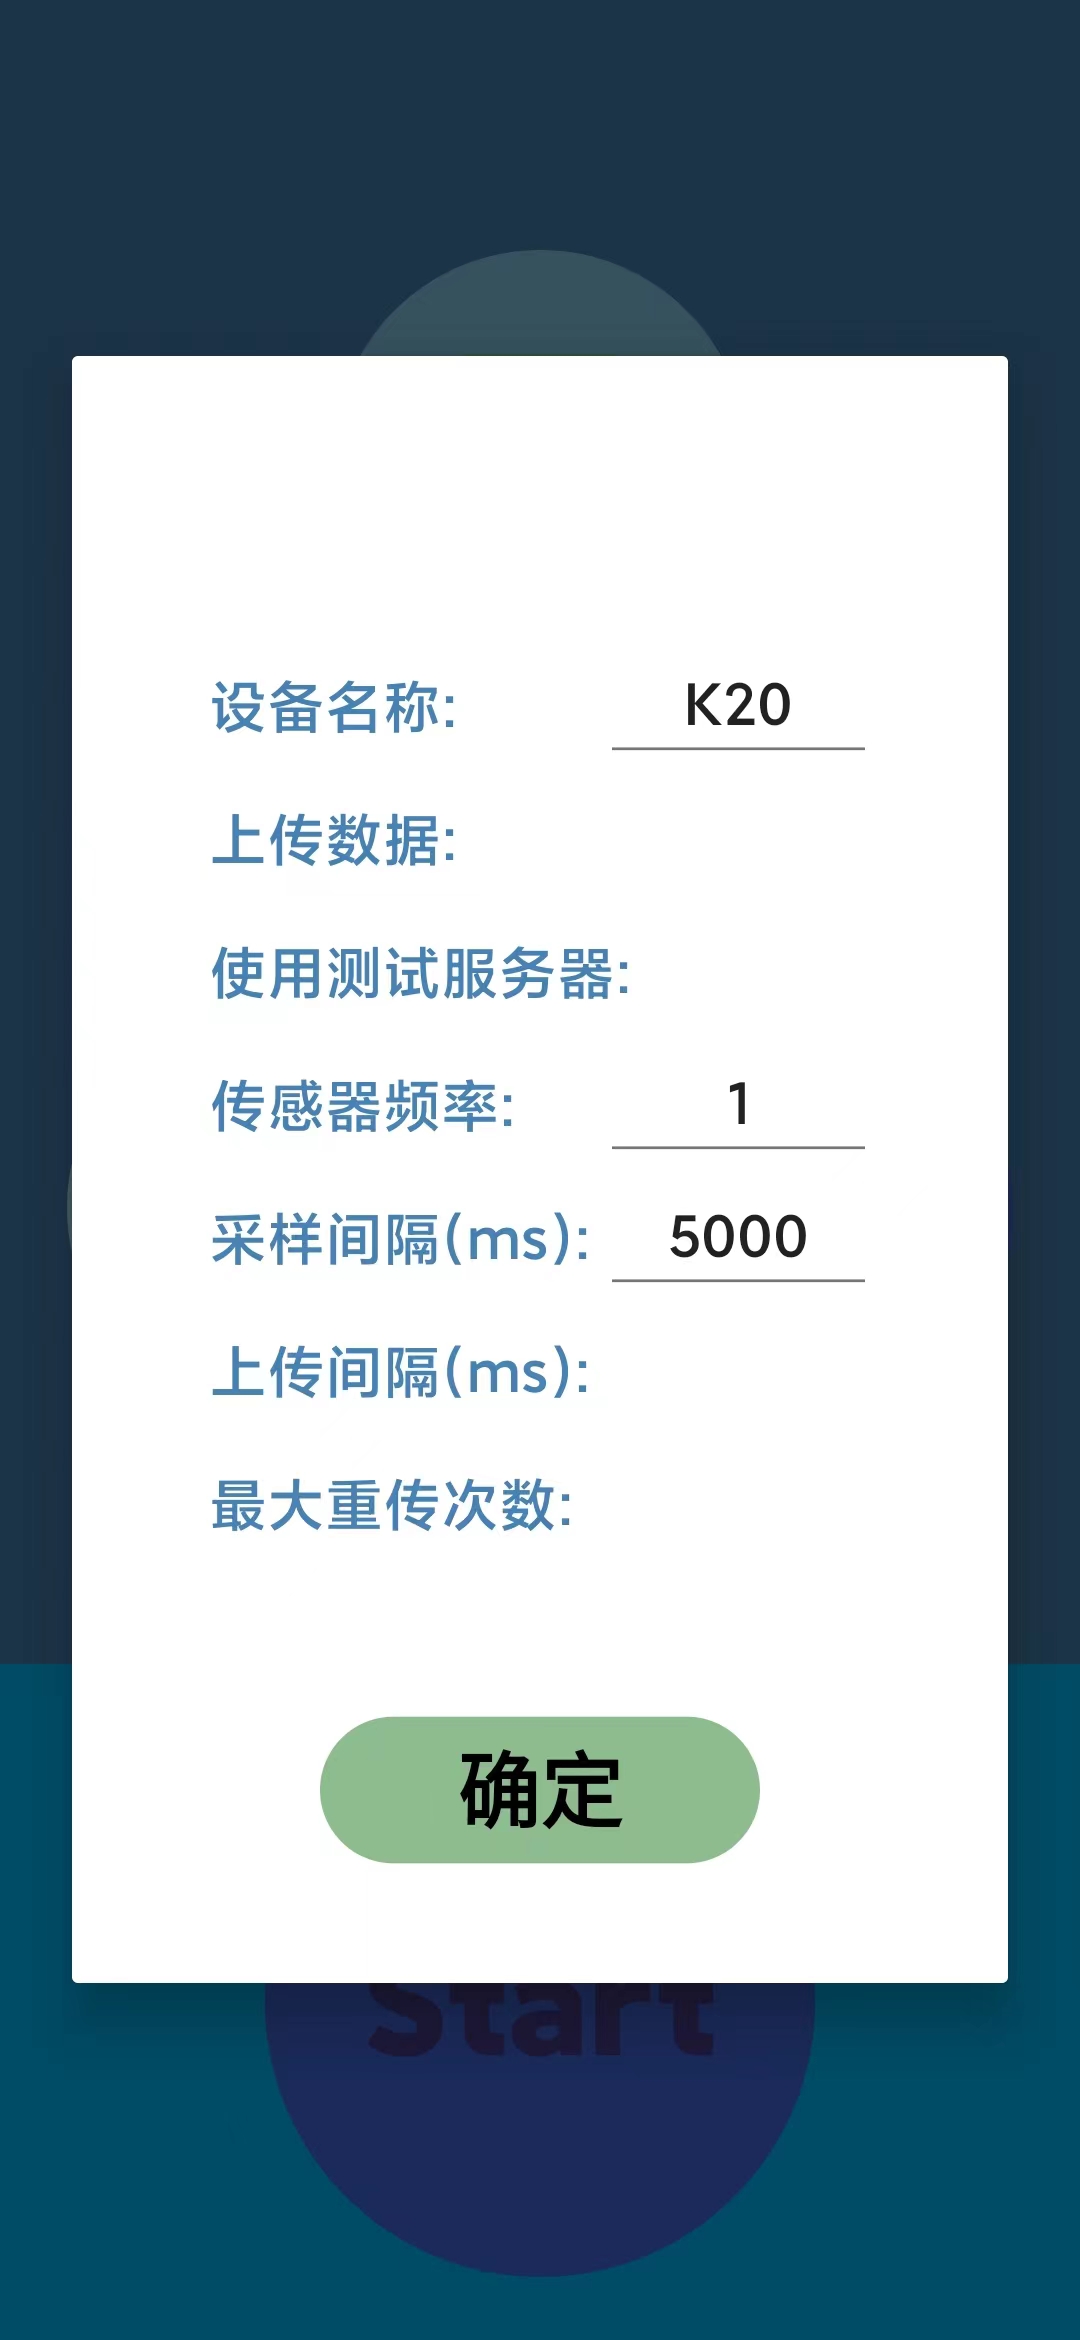 设备名称: K20
上传数据:
使用测试服务器:
传感器频率: 1
采样间隔(ms): 5000
上传间隔(ms):
最大重传次数:
确定
Start